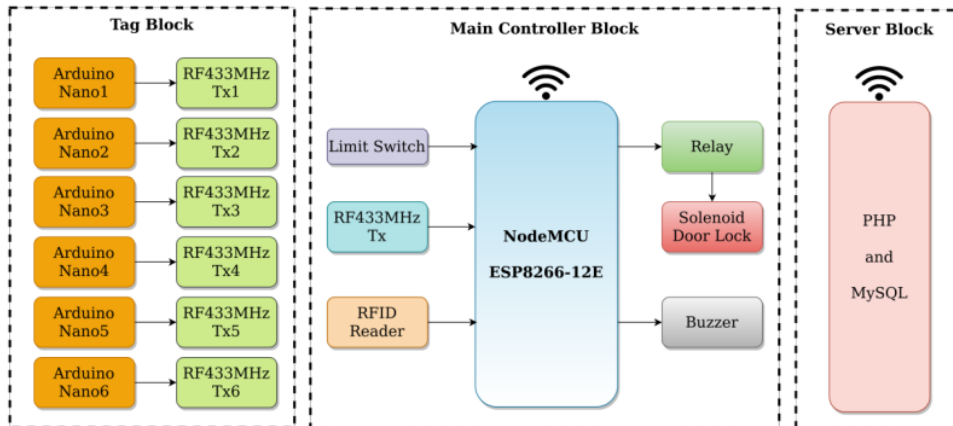 Tag Block
Arduino
Nano1
RF433MHz
Tx1
Arduino
Nano2
RF433MHz
Tx2
Arduino
Nano3
RF433MHz
Tx3
Arduino
Nano4
RF433MHz
Tx4
Arduino
Nano5
RF433MHz
Tx5
Arduino
Nano6
RF433MHz
Tx6
Main Controller Block
Limit Switch
RF433MHz
Tx
RFID
Reader
NodeMCU
ESP8266-12E
Relay
Solenoid
Door Lock
Buzzer
Server Block
PHP
and
MySQL